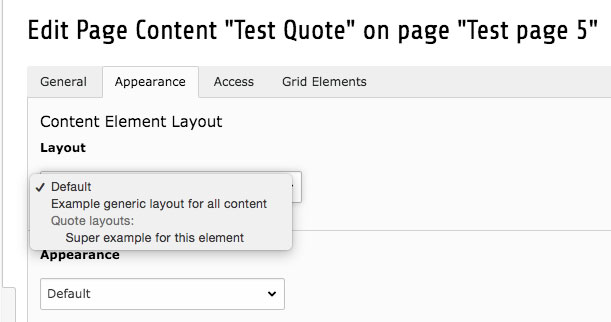 Edit Page Content "Test Quote" on page "Test page 5"
General Appearance Access Grid Elements
Content Element Layout
Layout
✓ Default
Example generic layout for all content
Quote layouts:
Super example for this element
Appearance
Default